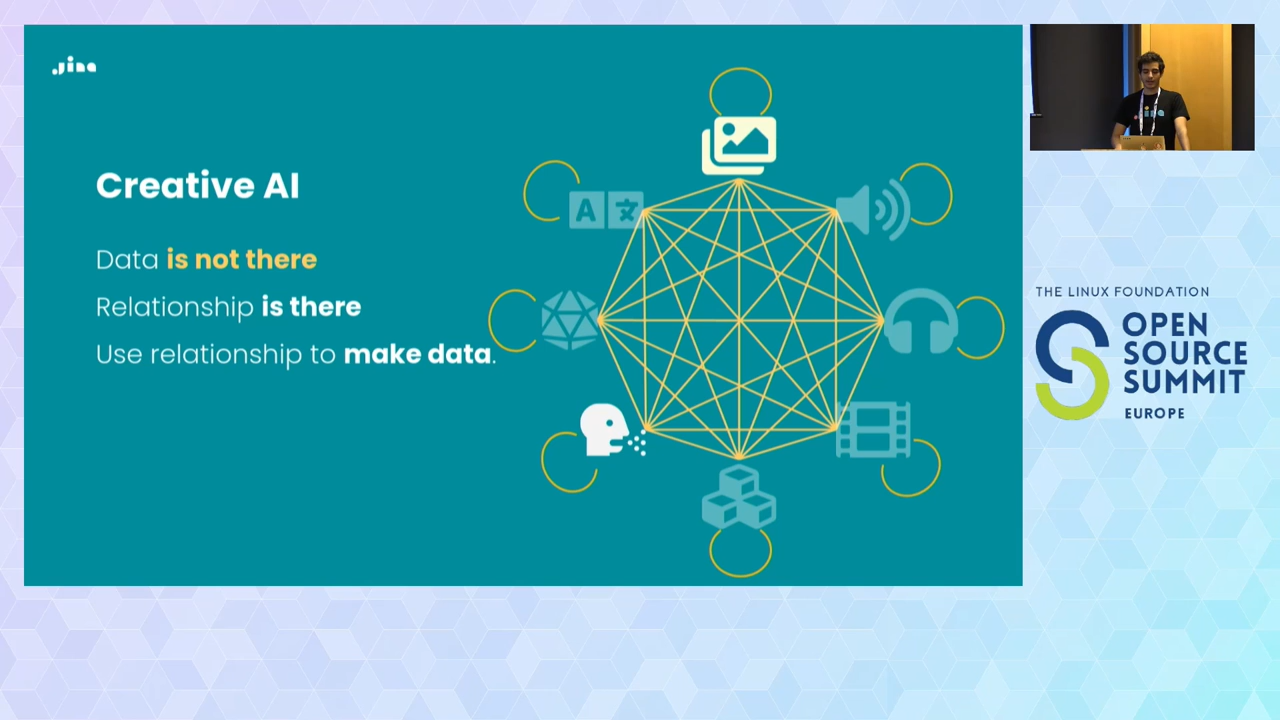 Jina
Creative AI
Data is not there
Relationship is there
Use relationship to make data.
A 文
THE LINUX FOUNDATION
OPEN
SOURCE
SUMMIT
EUROPE